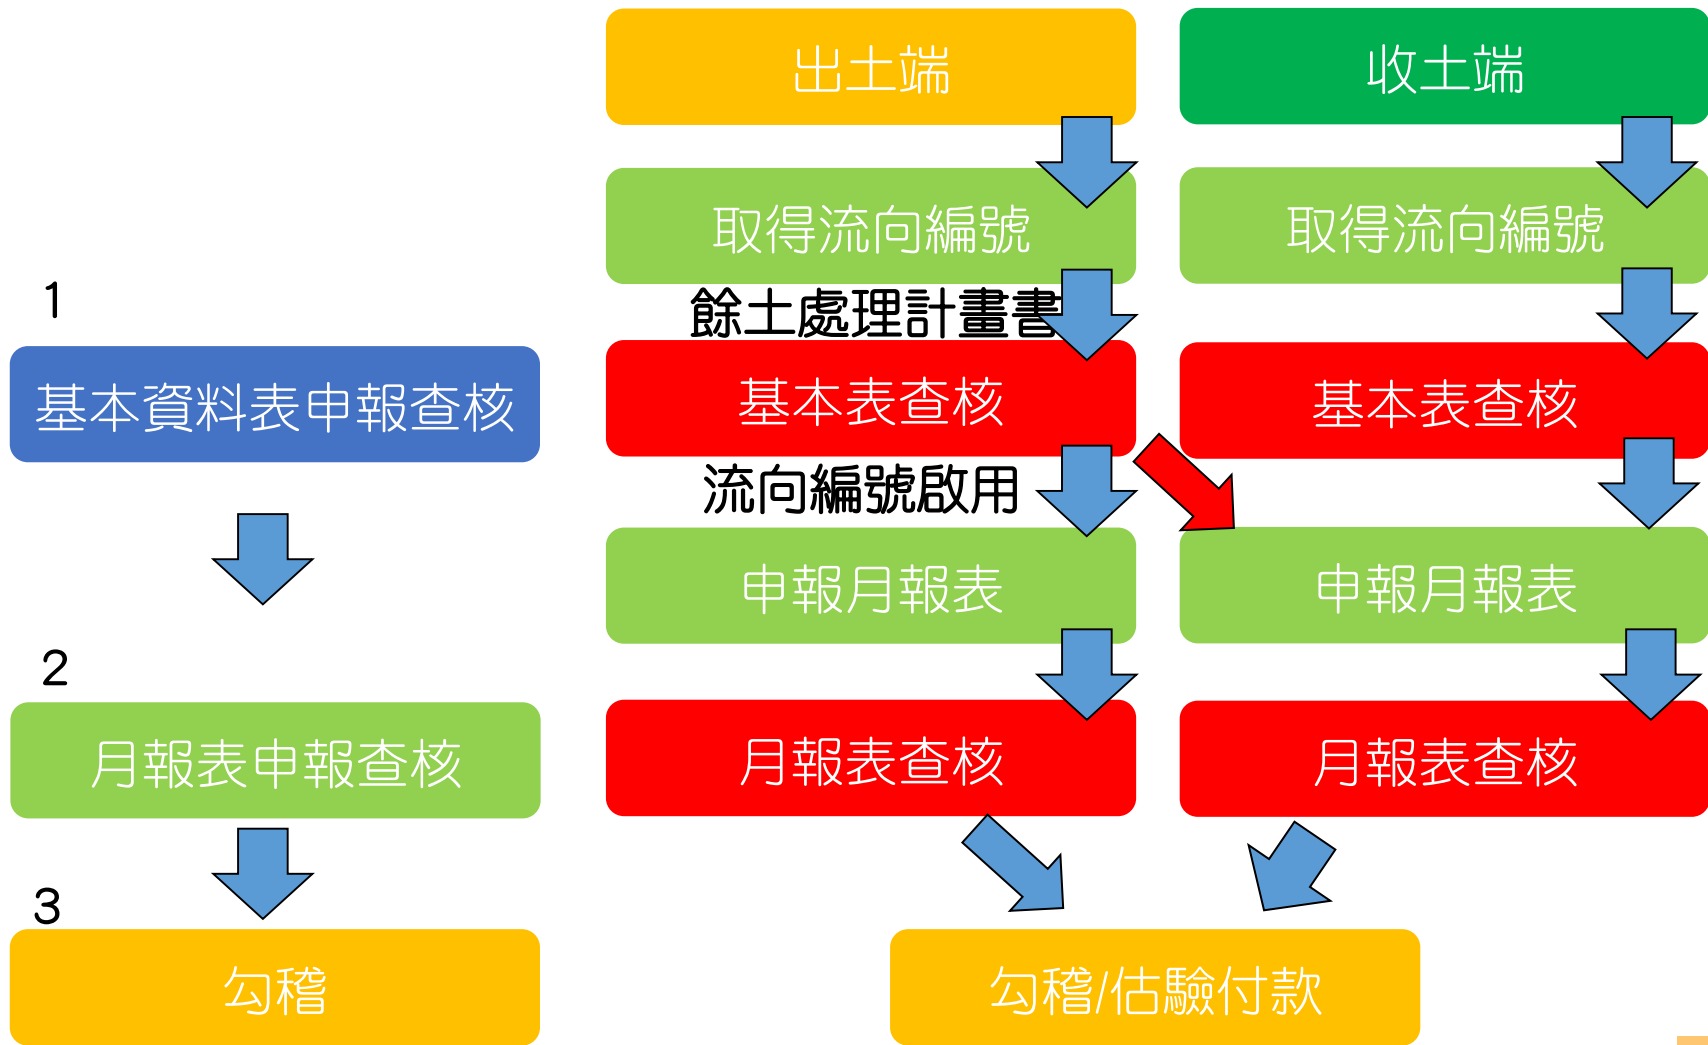 出土端
收土端
取得流向編號
取得流向編號
1
餘土處理計畫書
基本資料表申報查核
基本表查核
基本表查核
流向編號啟用
申報月報表
申報月報表
2
月報表申報查核
月報表查核
月報表查核
3
勾稽
勾稽/估驗付款